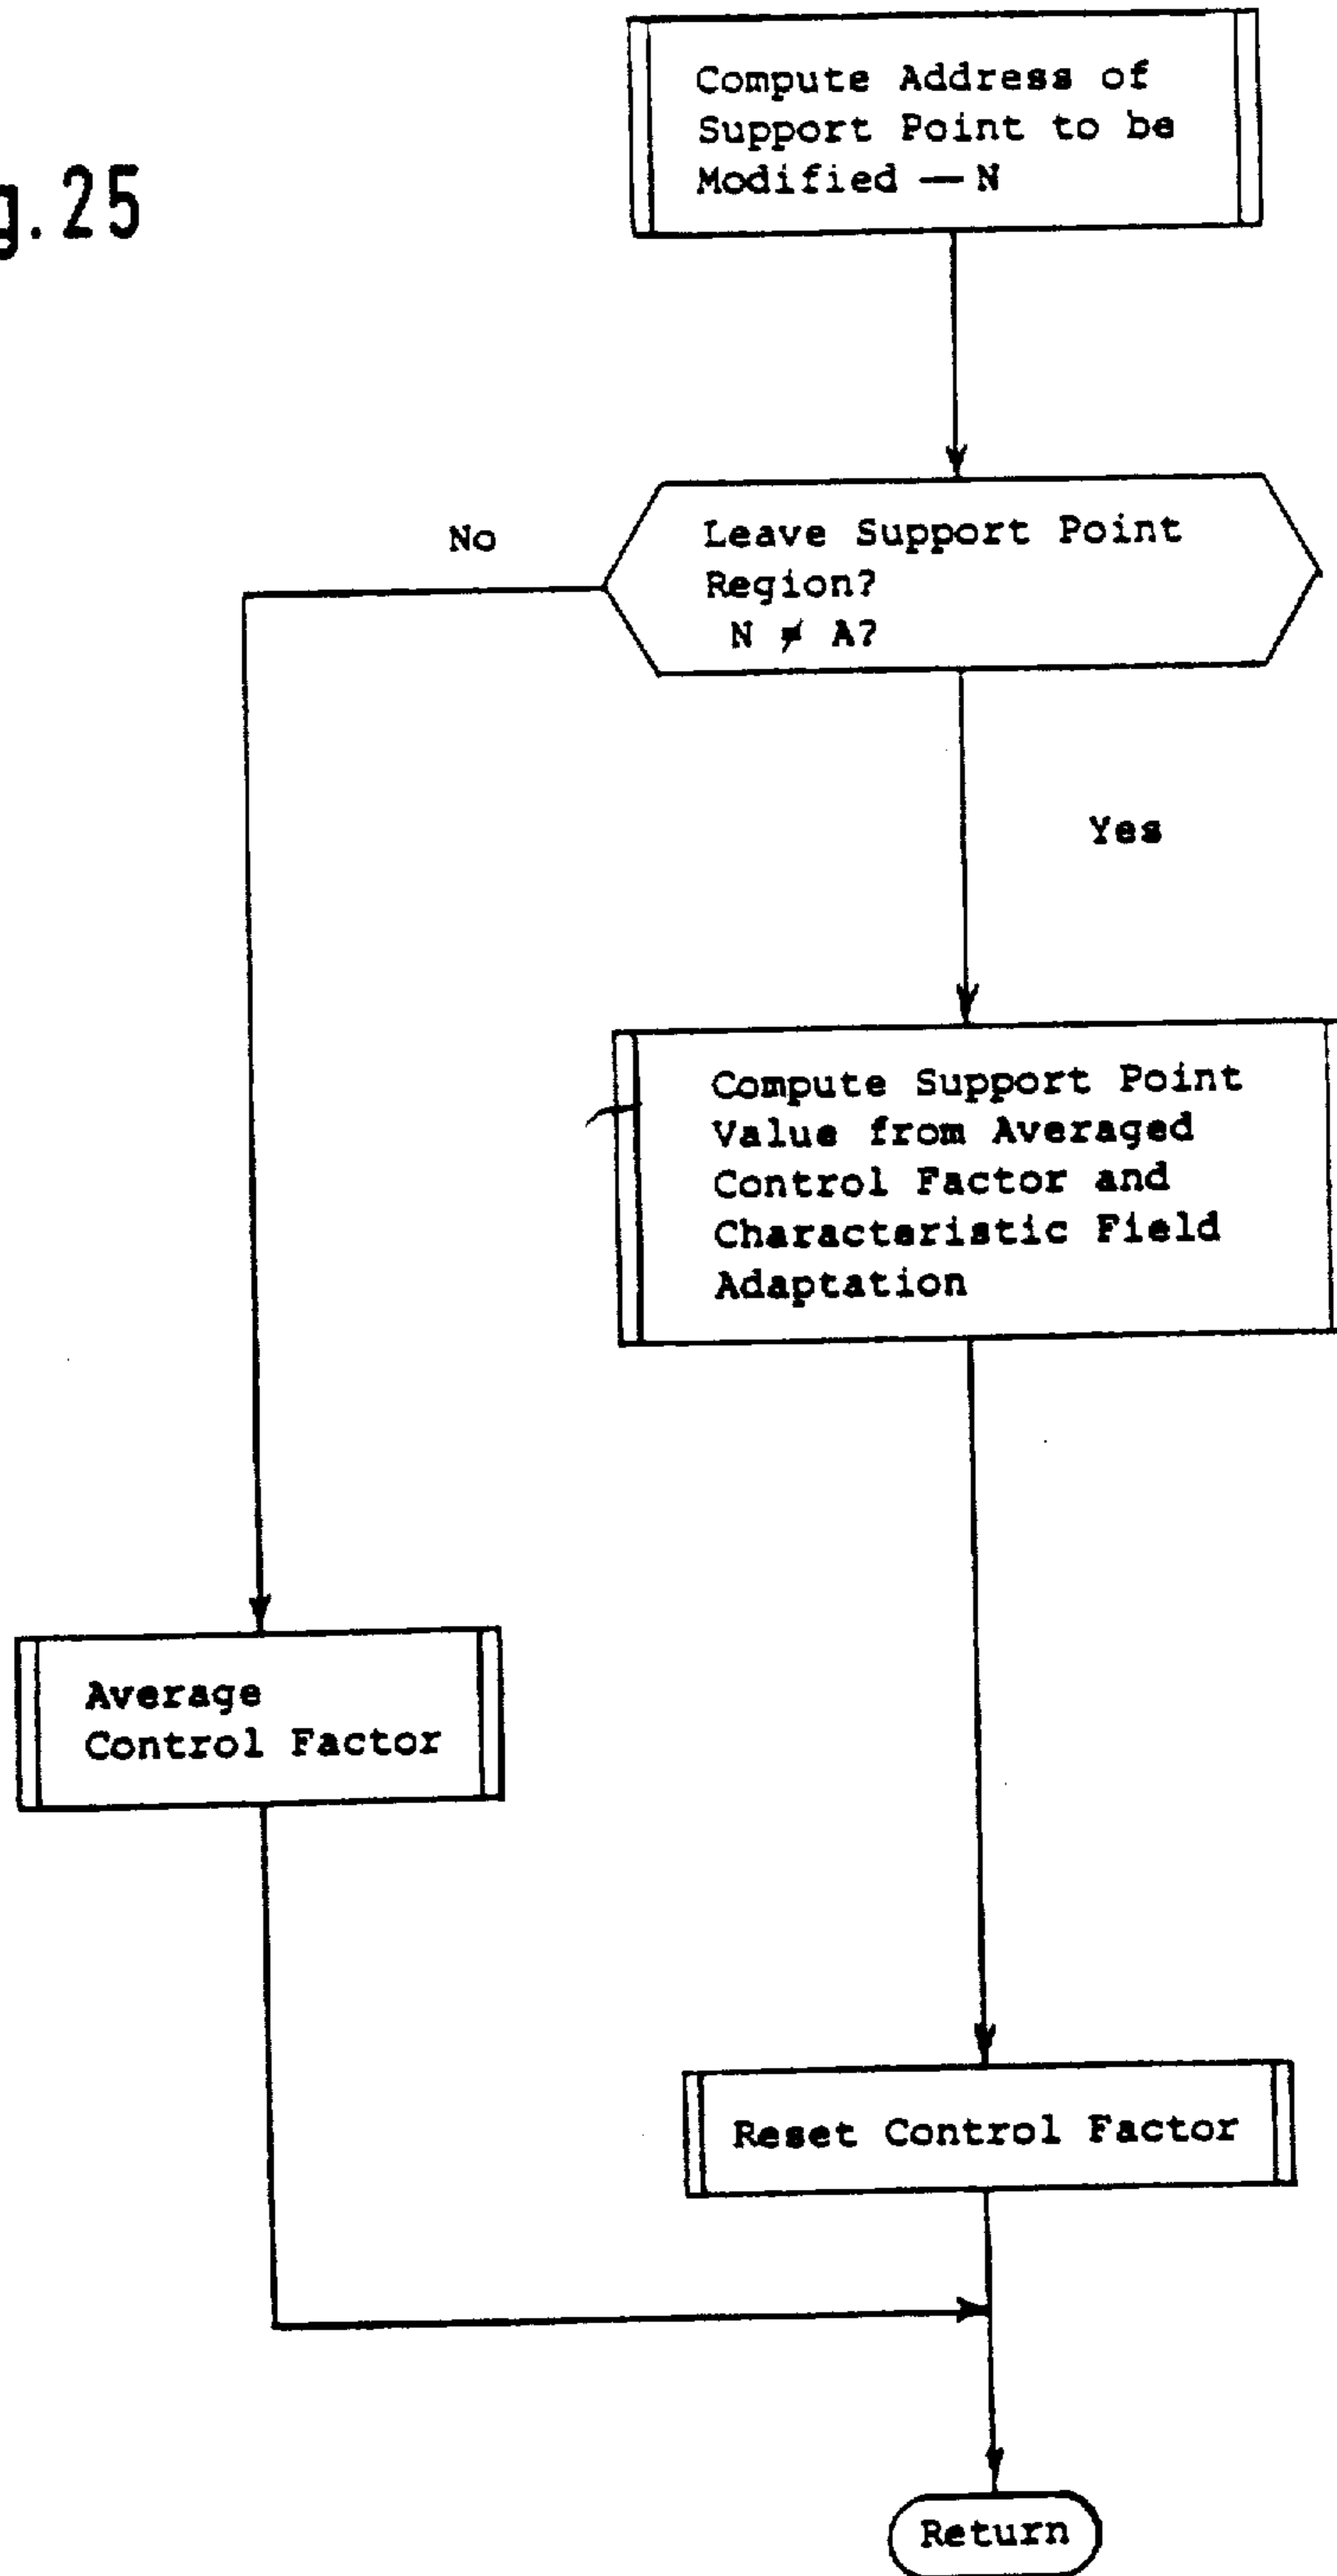 g. 25
Compute Address of
Support Point to be
Modified — N
No
Leave Support Point
Region?
N ≠ A?
Yes
Compute Support Point
Value from Averaged
Control Factor and
Characteristic Field
Adaptation
Average
Control Factor
Reset Control Factor
Return